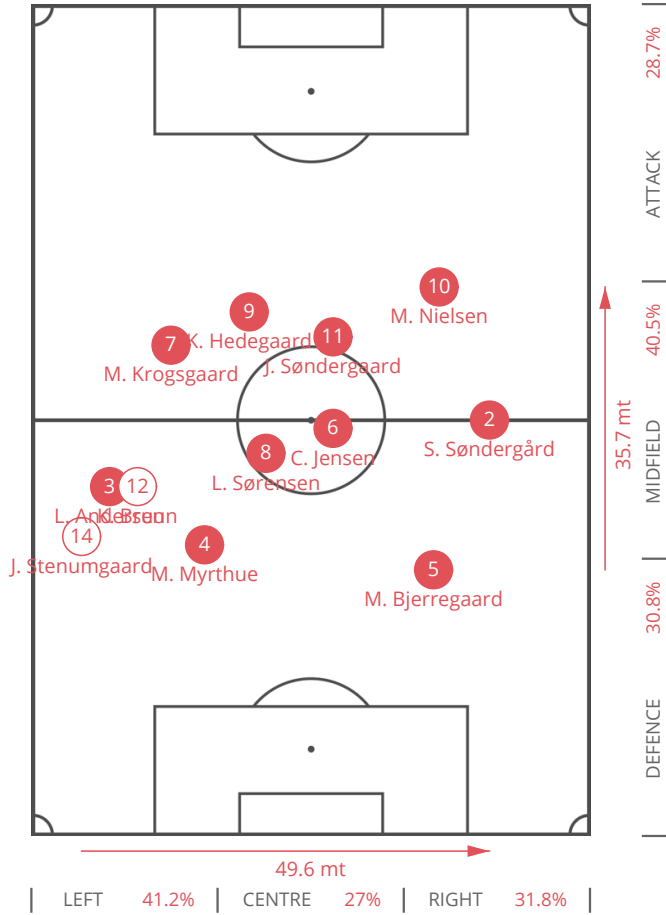 28.7%
ATTACK
10
M. Nielsen
9
K. Hedegaard
11
J. Søndergaard
7
M. Krogsgaard
40.5%
2
S. Søndergård
6
C. Jensen
8
L. Sørensen
35.7 mt
MIDFIELD
3
L. Andersen
12
K. Bruun
14
J. Stenumgaard
4
M. Myrthue
5
M. Bjerregaard
30.8%
DEFENCE
49.6 mt
LEFT 41.2% CENTRE 27% RIGHT 31.8%